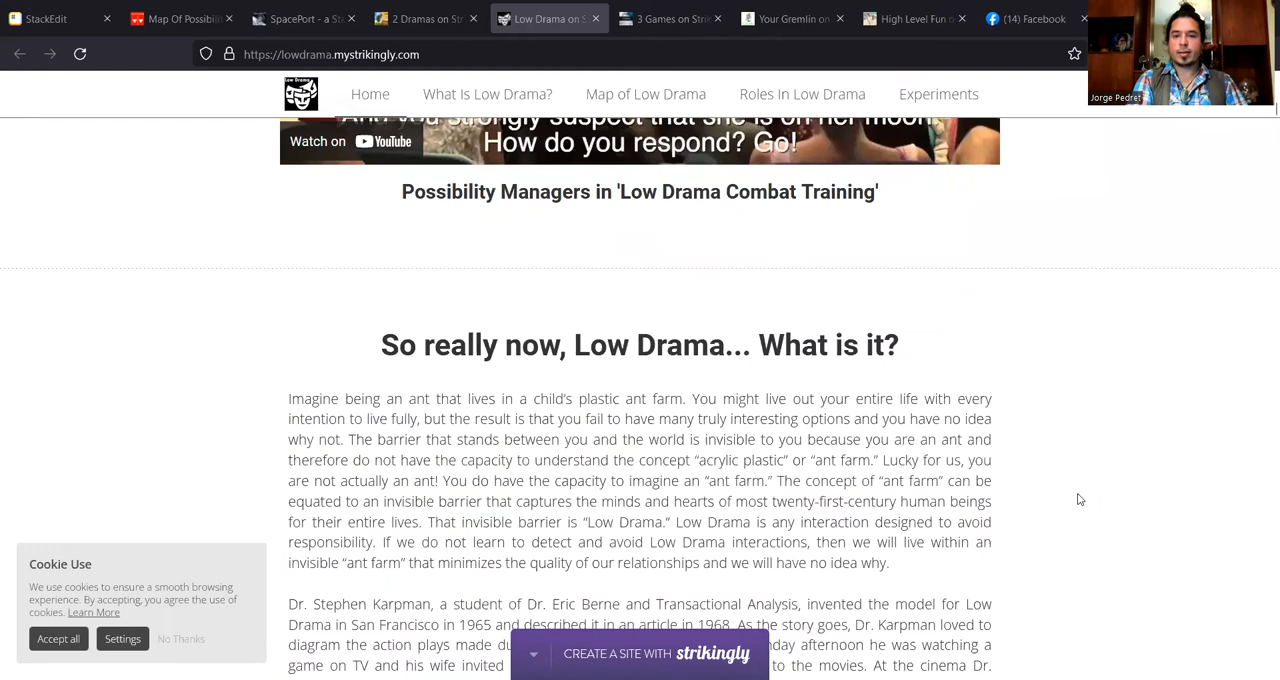 StackEdit
Map Of Possibili
SpacePort - a Sta
2 Dramas on Str
Low Drama on S
3 Games on Strik
Your Gremlin on
High Level Fun o
(14) Facebook
https://lowdrama.mystrikingly.com
Jorge Pedret
Low Drama
Home
What Is Low Drama?
Map of Low Drama
Roles In Low Drama
Experiments
And you strongly suspect that she is on her moon.
How do you respond? Go!
Watch on YouTube
Possibility Managers in 'Low Drama Combat Training'
So really now, Low Drama... What is it?
Imagine being an ant that lives in a child's plastic ant farm. You might live out your entire life with every
intention to live fully, but the result is that you fail to have many truly interesting options and you have no idea
why not. The barrier that stands between you and the world is invisible to you because you are an ant and
therefore do not have the capacity to understand the concept “acrylic plastic” or “ant farm.” Lucky for us, you
are not actually an ant! You do have the capacity to imagine an “ant farm.” The concept of “ant farm” can be
equated to an invisible barrier that captures the minds and hearts of most twenty-first-century human beings
for their entire lives. That invisible barrier is “Low Drama.” Low Drama is any interaction designed to avoid
responsibility. If we do not learn to detect and avoid Low Drama interactions, then we will live within an
invisible “ant farm” that minimizes the quality of our relationships and we will have no idea why.
Dr. Stephen Karpman, a student of Dr. Eric Berne and Transactional Analysis, invented the model for Low
Drama in San Francisco in 1965 and described it in an article in 1968. As the story goes, Dr. Karpman loved to
diagram the action plays made du nday afternoon he was watching a
game on TV and his wife invited to the movies. At the cinema Dr.
Cookie Use
We use cookies to ensure a smooth browsing
experience. By accepting, you agree the use of
cookies. Learn More
Accept all
Settings
No Thanks
CREATE A SITE WITH strikingly